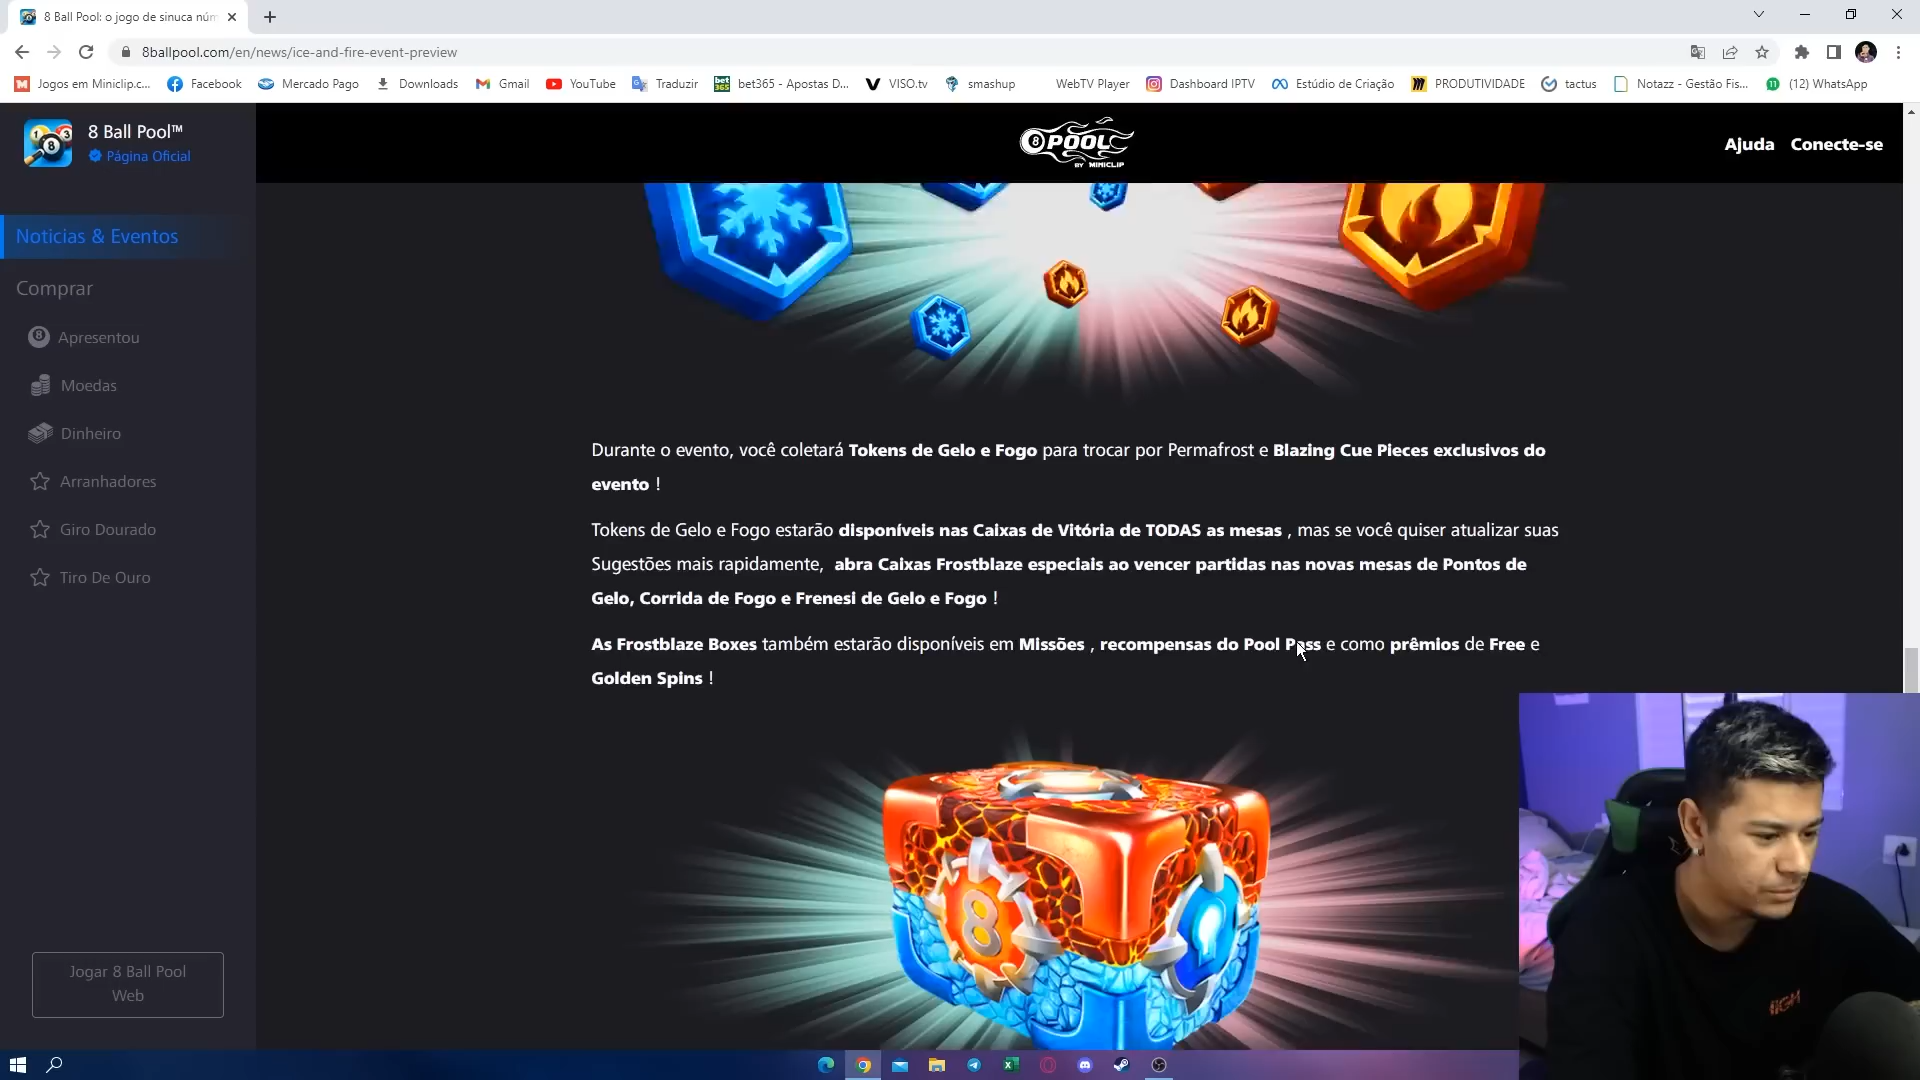 8 Ball Pool: o jogo de sinuca núm
8ballpool.com/en/news/ice-and-fire-event-preview
Jogos em Miniclip.c...
Facebook
Mercado Pago
Downloads
Gmail
YouTube
Traduzir
bet365 - Apostas D...
VISO.tv
smashup
WebTV Player
Dashboard IPTV
Estúdio de Criação
PRODUTIVIDADE
tactus
Notazz - Gestão Fis...
(12) WhatsApp
8 Ball Pool™
Página Oficial
8 POOL
BY MINICLIP
Ajuda
Conecte-se
Noticias & Eventos
Comprar
Apresentou
Moedas
Dinheiro
Arranhadores
Giro Dourado
Tiro De Ouro
Jogar 8 Ball Pool
Web
Durante o evento, você coletará Tokens de Gelo e Fogo para trocar por Permafrost e Blazing Cue Pieces exclusivos do
evento !
Tokens de Gelo e Fogo estarão disponíveis nas Caixas de Vitória de TODAS as mesas , mas se você quiser atualizar suas
Sugestões mais rapidamente, abra Caixas Frostblaze especiais ao vencer partidas nas novas mesas de Pontos de
Gelo, Corrida de Fogo e Frenesi de Gelo e Fogo !
As Frostblaze Boxes também estarão disponíveis em Missões , recompensas do Pool Pass e como prêmios de Free e
Golden Spins !
8